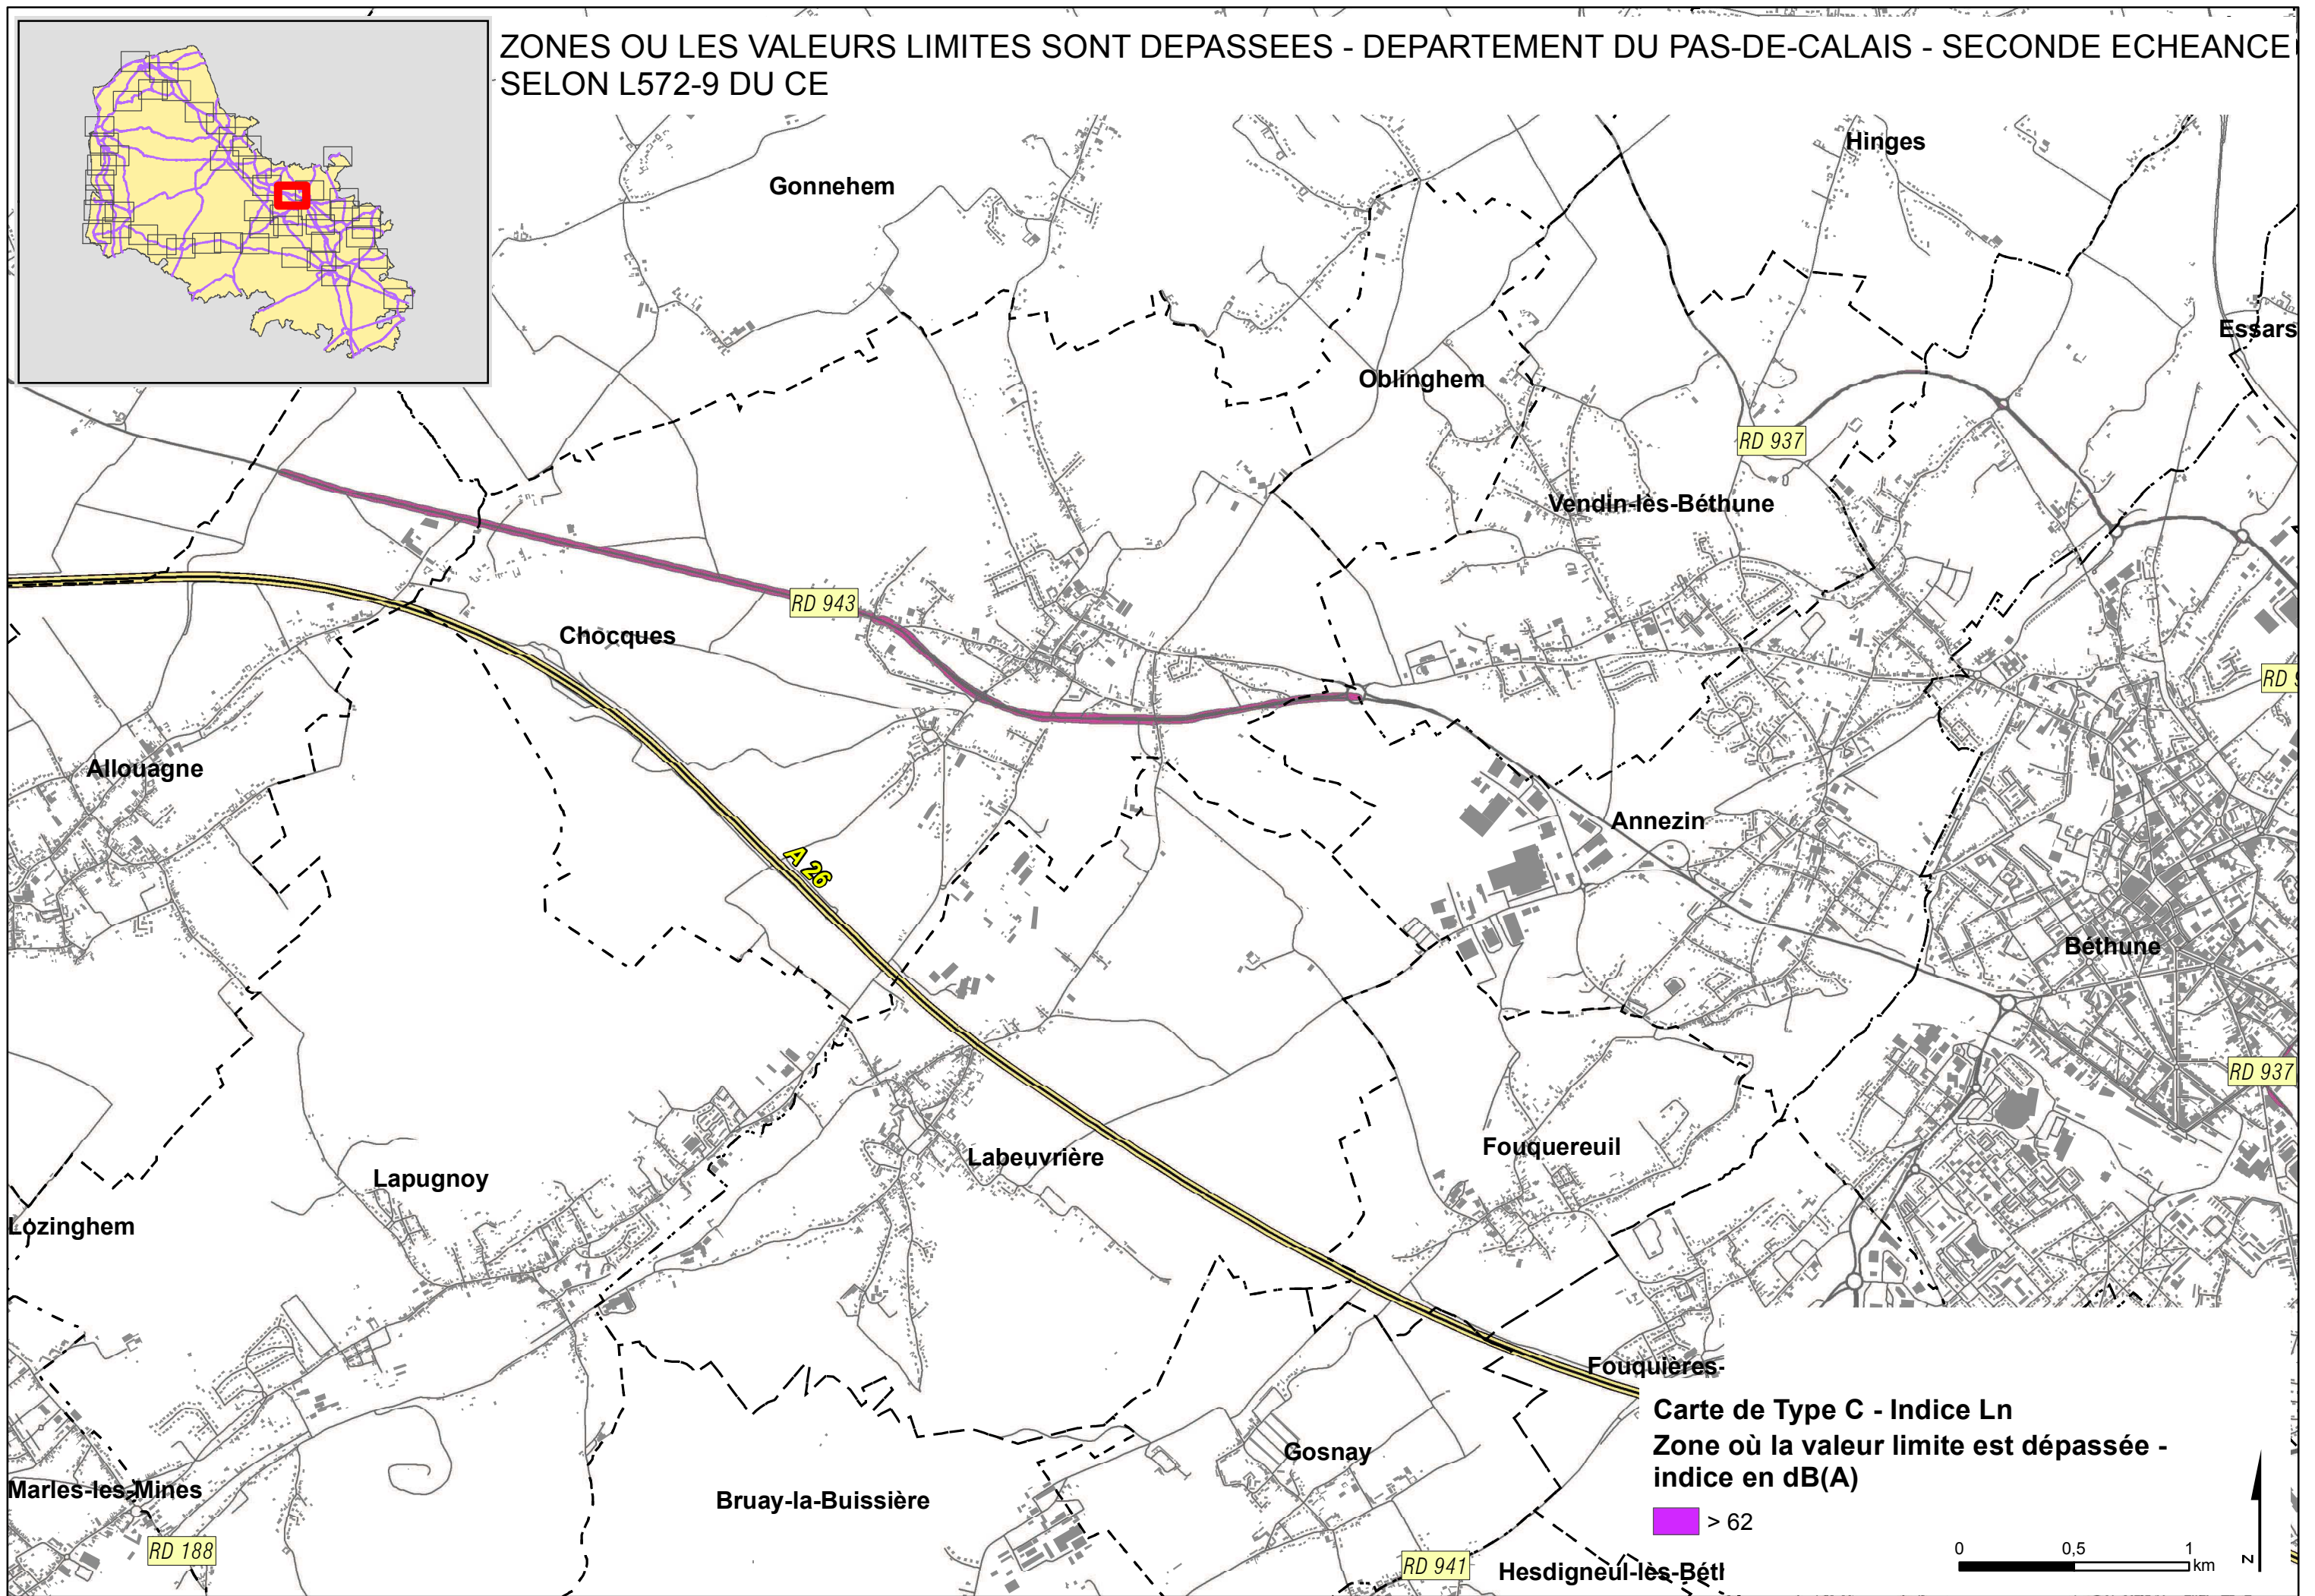 ZONES OU LES VALEURS LIMITES SONT DEPASSEES - DEPARTEMENT DU PAS-DE-CALAIS - SECONDE ECHEANCE
SELON L572-9 DU CE
Hinges
Gonnehem
Essars
Oblinghem
RD 937
Vendin-lès-Béthune
RD 943
Chocques
RD 9
Allouagne
Annezin
A 26
Béthune
RD 937
Fouquereuil
Labeuvrière
Lapugnoy
Lozinghem
Fouquières-
Carte de Type C - Indice Ln
Zone où la valeur limite est dépassée -
indice en dB(A)
> 62
Gosnay
Marles-les-Mines
Bruay-la-Buissière
RD 188
RD 941
Hesdigneul-lès-Bét
0 0,5 1
km
N